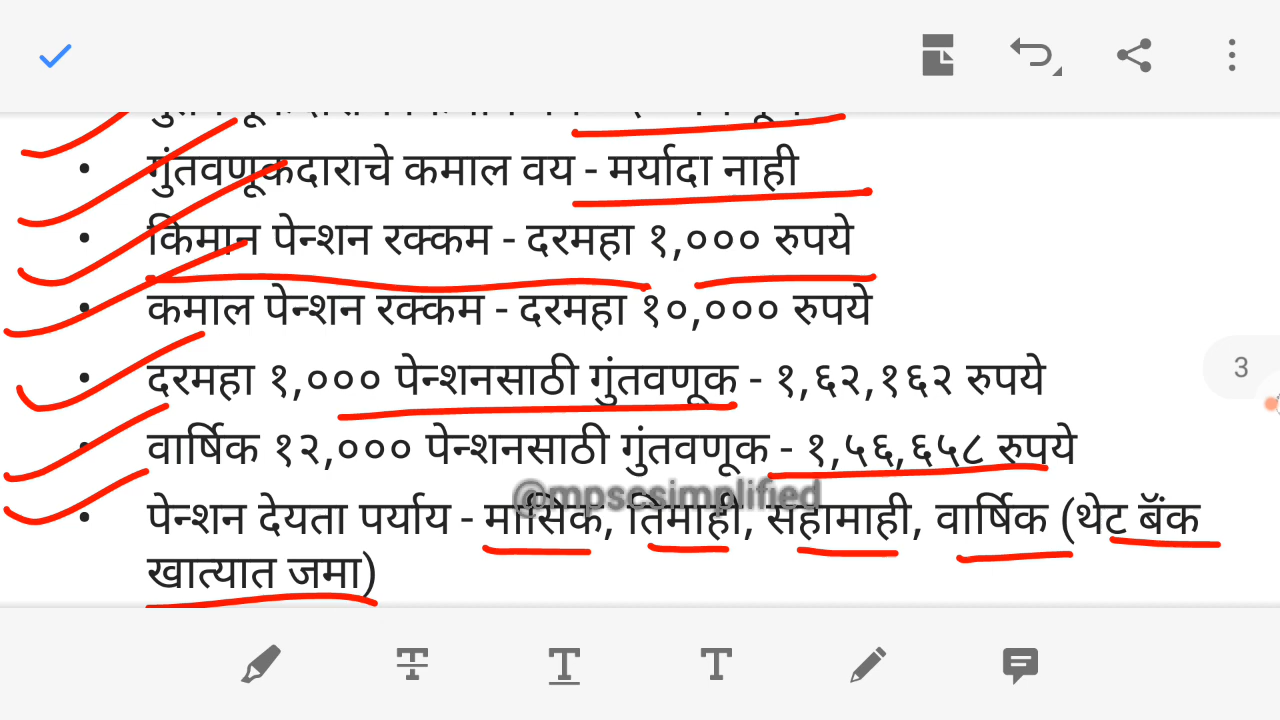 • गुंतवणूकदाराचे कमाल वय - मर्यादा नाही
• किमान पेन्शन रक्कम - दरमहा १,००० रुपये
• कमाल पेन्शन रक्कम - दरमहा १०,००० रुपये
• दरमहा १,००० पेन्शनसाठी गुंतवणूक - १,६२,१६२ रुपये
3
• वार्षिक १२,००० पेन्शनसाठी गुंतवणूक - १,५६,६५८ रुपये
@mpscsimplified
• पेन्शन देयता पर्याय - मासिक, तिमाही, सहामाही, वार्षिक (थेट बॅंक
खात्यात जमा)